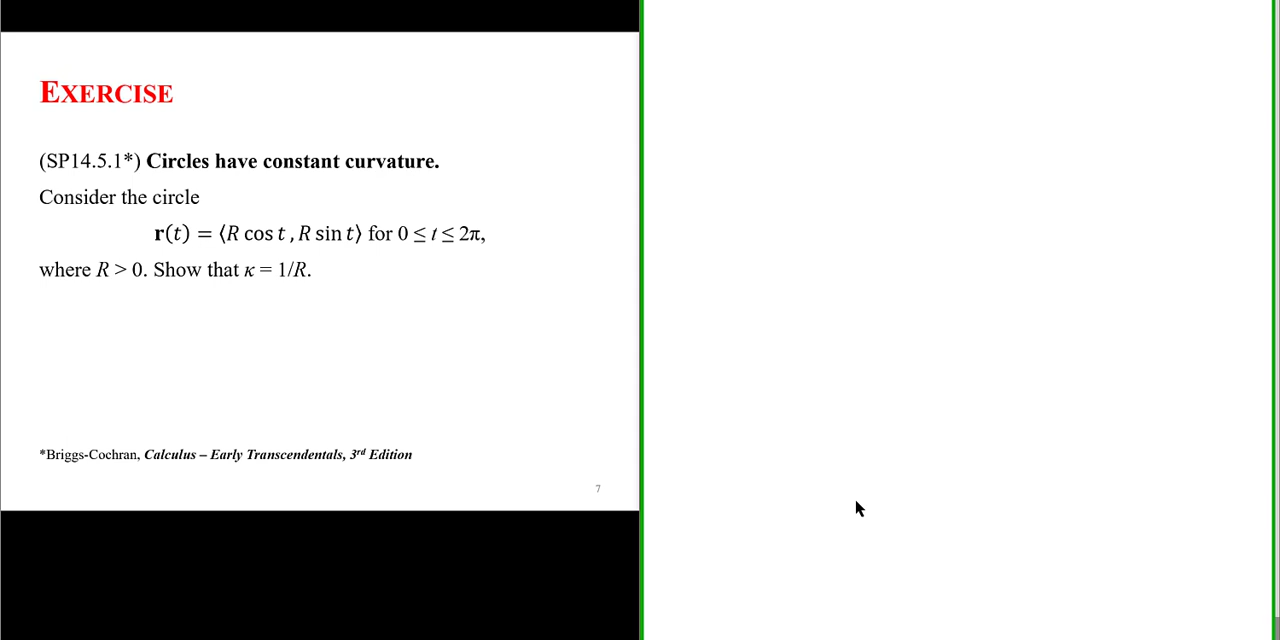 EXERCISE
(SP14.5.1*) Circles have constant curvature.
Consider the circle
r(t) = ⟨R cos t , R sin t⟩ for 0 ≤ t ≤ 2π,
where R > 0. Show that κ = 1/R.
*Briggs-Cochran, Calculus – Early Transcendentals, 3rd Edition
7